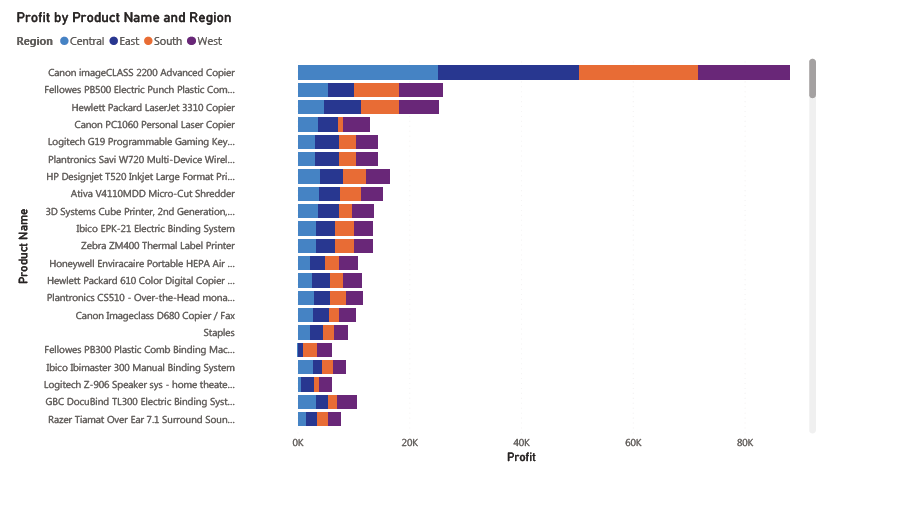 Profit by Product Name and Region
Region Central East South West
Product Name
Canon imageCLASS 2200 Advanced Copier
Fellowes PB500 Electric Punch Plastic Com...
Hewlett Packard LaserJet 3310 Copier
Canon PC1060 Personal Laser Copier
Logitech G19 Programmable Gaming Key...
Plantronics Savi W720 Multi-Device Wirel...
HP Designjet T520 Inkjet Large Format Pri...
Ativa V4110MDD Micro-Cut Shredder
3D Systems Cube Printer, 2nd Generation,...
Ibico EPK-21 Electric Binding System
Zebra ZM400 Thermal Label Printer
Honeywell Enviracaire Portable HEPA Air ...
Hewlett Packard 610 Color Digital Copier ...
Plantronics CS510 - Over-the-Head mona...
Canon Imageclass D680 Copier / Fax
Staples
Fellowes PB300 Plastic Comb Binding Mac...
Ibico Ibimaster 300 Manual Binding System
Logitech Z-906 Speaker sys - home theate...
GBC DocuBind TL300 Electric Binding Syst...
Razer Tiamat Over Ear 7.1 Surround Soun...
0K 20K 40K 60K 80K
Profit